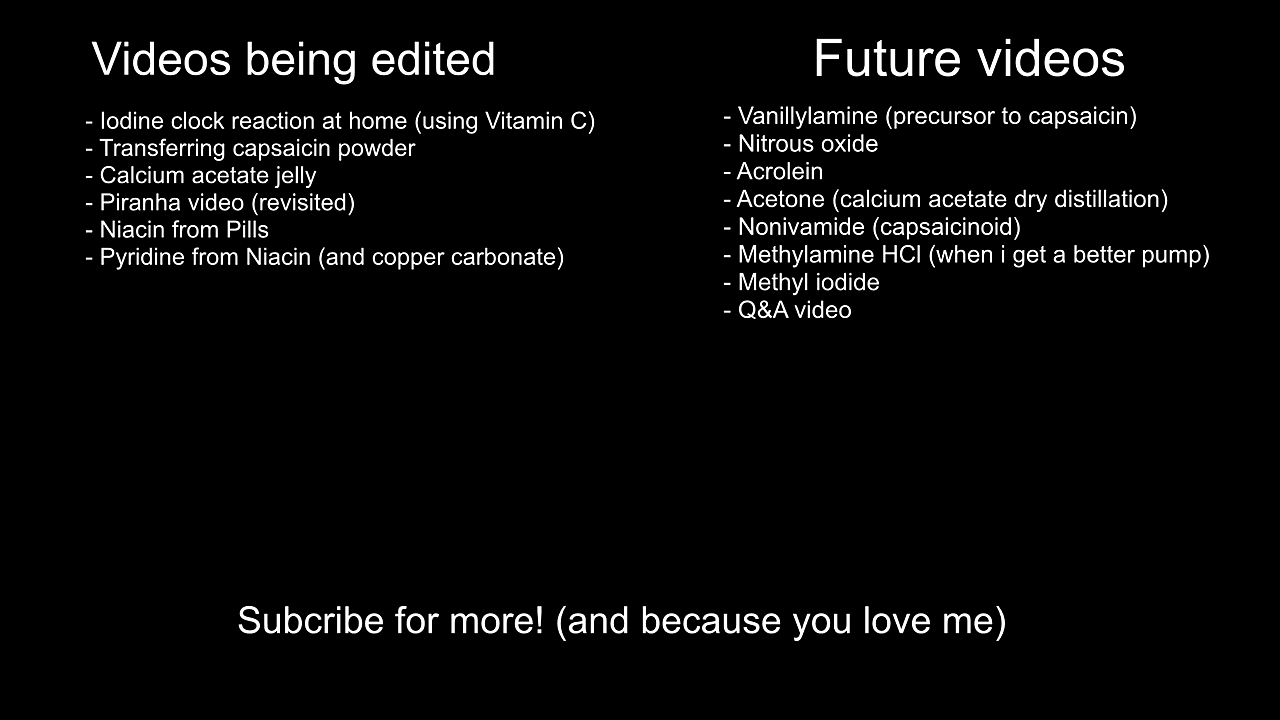 Videos being edited
- Iodine clock reaction at home (using Vitamin C)
- Transferring capsaicin powder
- Calcium acetate jelly
- Piranha video (revisited)
- Niacin from Pills
- Pyridine from Niacin (and copper carbonate)
Future videos
- Vanillylamine (precursor to capsaicin)
- Nitrous oxide
- Acrolein
- Acetone (calcium acetate dry distillation)
- Nonivamide (capsaicinoid)
- Methylamine HCl (when i get a better pump)
- Methyl iodide
- Q&A video
Subcribe for more! (and because you love me)